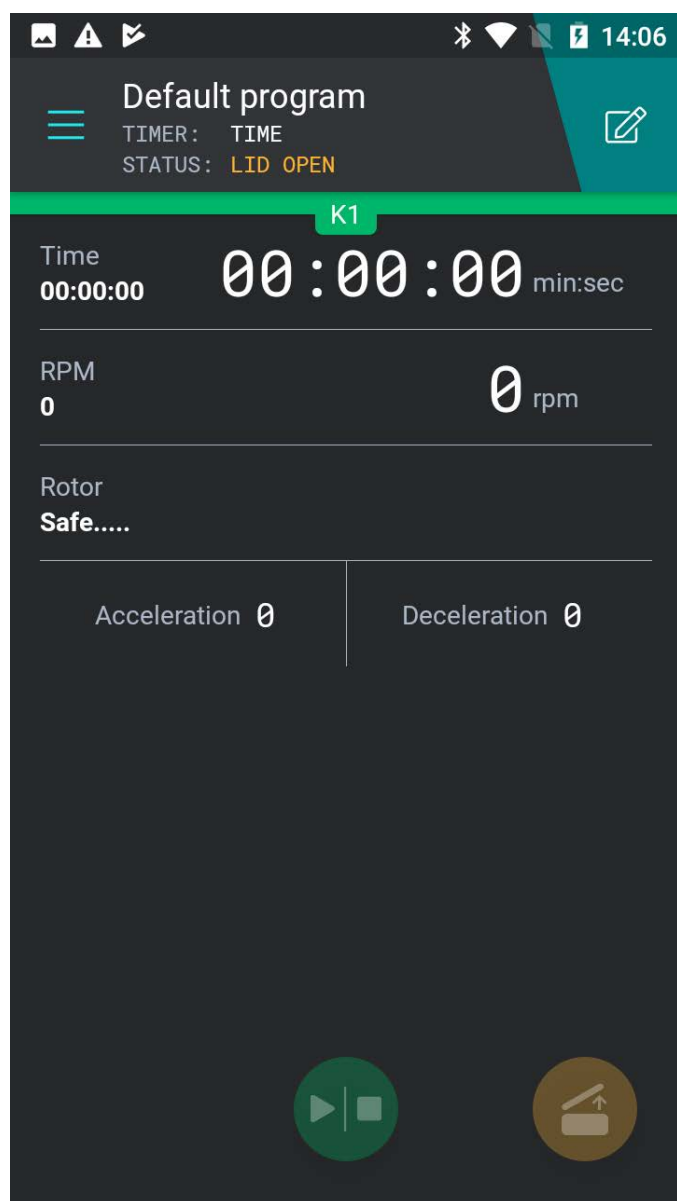 14:06
Default program
TIMER: TIME
STATUS: LID OPEN
K1
Time
00:00:00
00:00:00 min:sec
RPM
0
0 rpm
Rotor
Safe.....
Acceleration 0
Deceleration 0